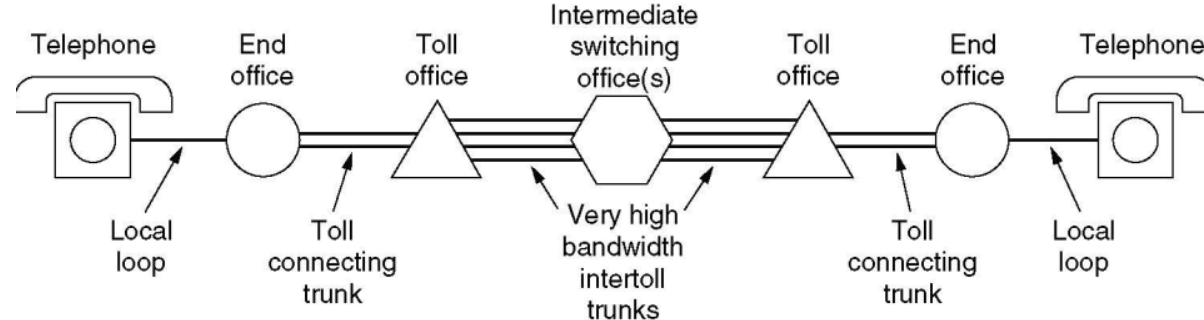 Telephone
End
office
Toll
office
Intermediate
switching
office(s)
Toll
office
End
office
Telephone
Local
loop
Toll
connecting
trunk
Very high
bandwidth
intertoll
trunks
Toll
connecting
trunk
Local
loop